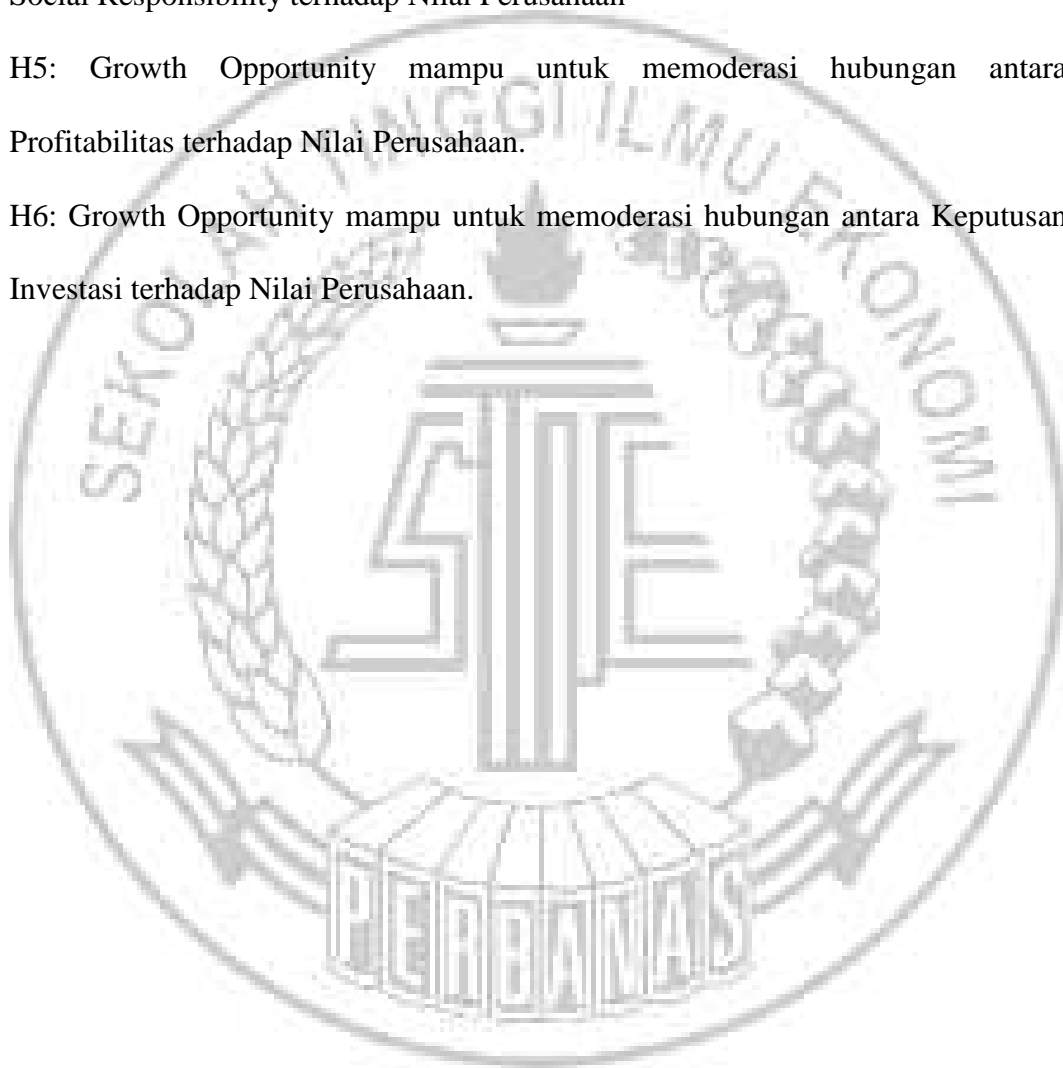 Social Responsibility terhadap Nilai Perusahaan
H5: Growth Opportunity mampu untuk memoderasi hubungan antara
Profitabilitas terhadap Nilai Perusahaan.
H6: Growth Opportunity mampu untuk memoderasi hubungan antara Keputusan
Investasi terhadap Nilai Perusahaan.
SEKOLAH TINGGI ILMU EKONOMI
STIE
PERBANAS